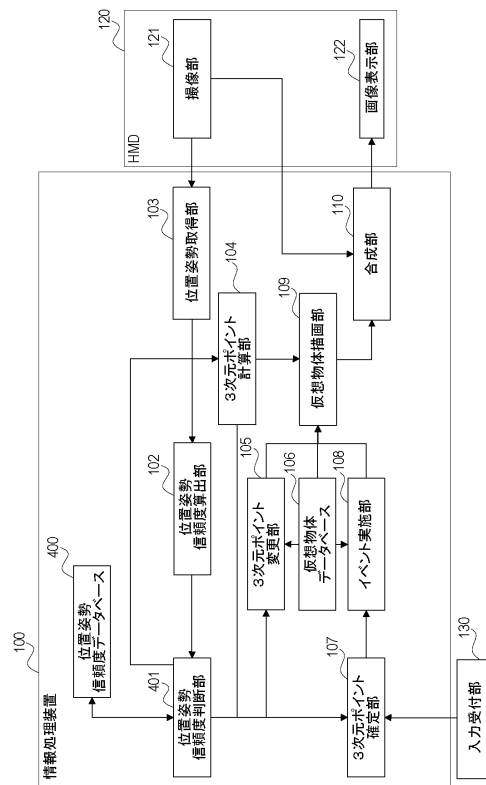 情報処理装置
100
位置姿勢
信頼度データベース
400
位置姿勢
信頼度判断部
401
位置姿勢
信頼度算出部
102
位置姿勢取得部
103
HMD
120
撮像部
121
3次元ポイント
計算部
104
3次元ポイント
変更部
105
仮想物体
データベース
106
イベント実施部
108
仮想物体描画部
109
合成部
110
画像表示部
122
3次元ポイント
確定部
107
入力受付部
130